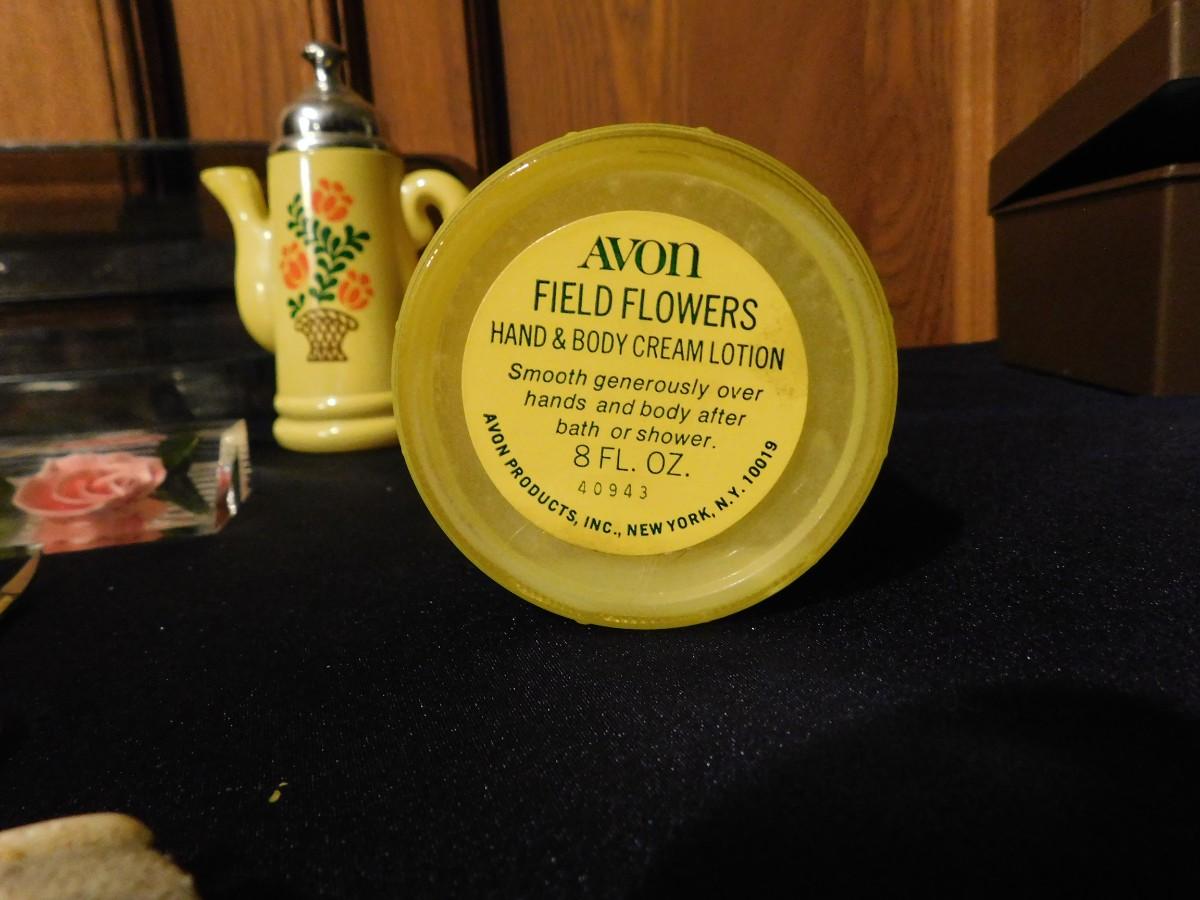 AVON
FIELD FLOWERS
HAND & BODY CREAM LOTION
Smooth generously over
hands and body after
bath or shower.
8 FL. OZ.
40943
AVON PRODUCTS, INC., NEW YORK, N.Y. 10019